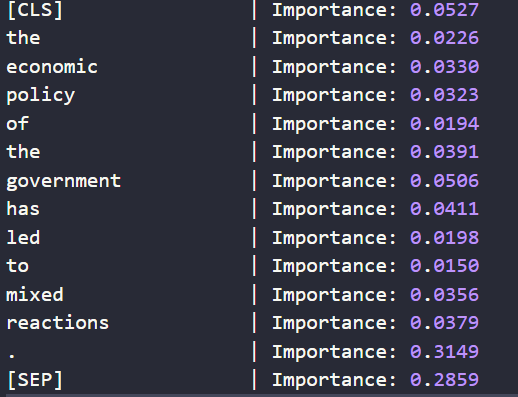 [CLS] | Importance: 0.0527
the | Importance: 0.0226
economic | Importance: 0.0330
policy | Importance: 0.0323
of | Importance: 0.0194
the | Importance: 0.0391
government | Importance: 0.0506
has | Importance: 0.0411
led | Importance: 0.0198
to | Importance: 0.0150
mixed | Importance: 0.0356
reactions | Importance: 0.0379
. | Importance: 0.3149
[SEP] | Importance: 0.2859